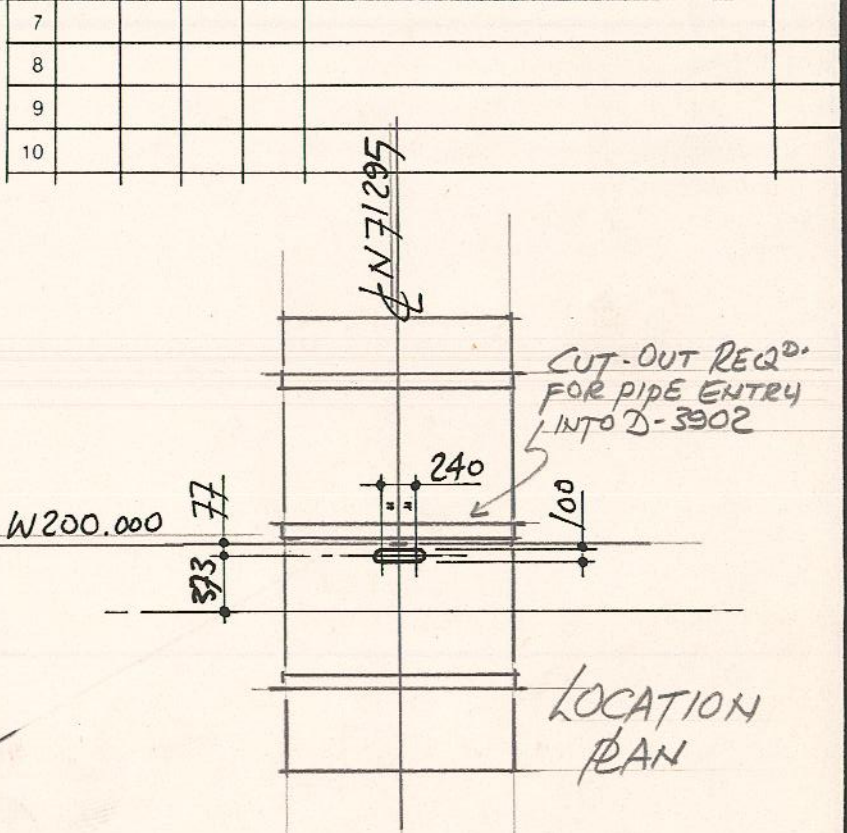 7
8
9
10
℄ N71295
CUT-OUT REQD.
FOR PIPE ENTRY
INTO D-3902
240
" "
77
100
W200.000
373
LOCATION
PLAN